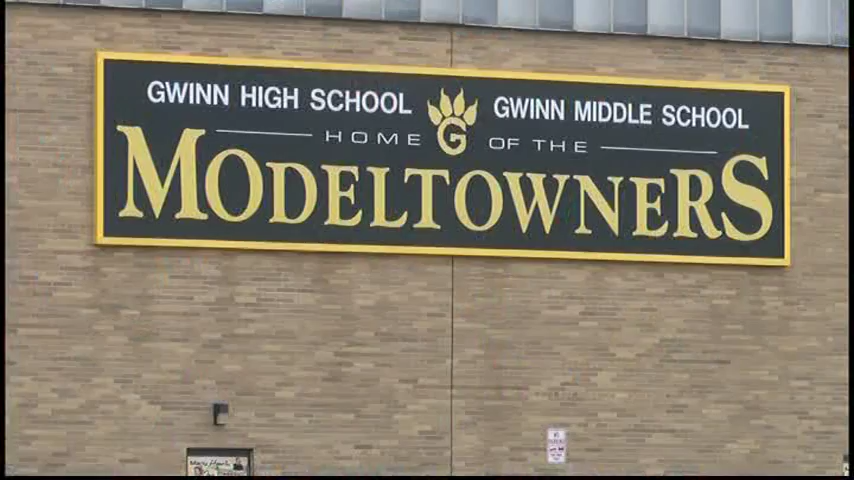 GWINN HIGH SCHOOL G GWINN MIDDLE SCHOOL
HOME OF THE
MODELTOWNERS